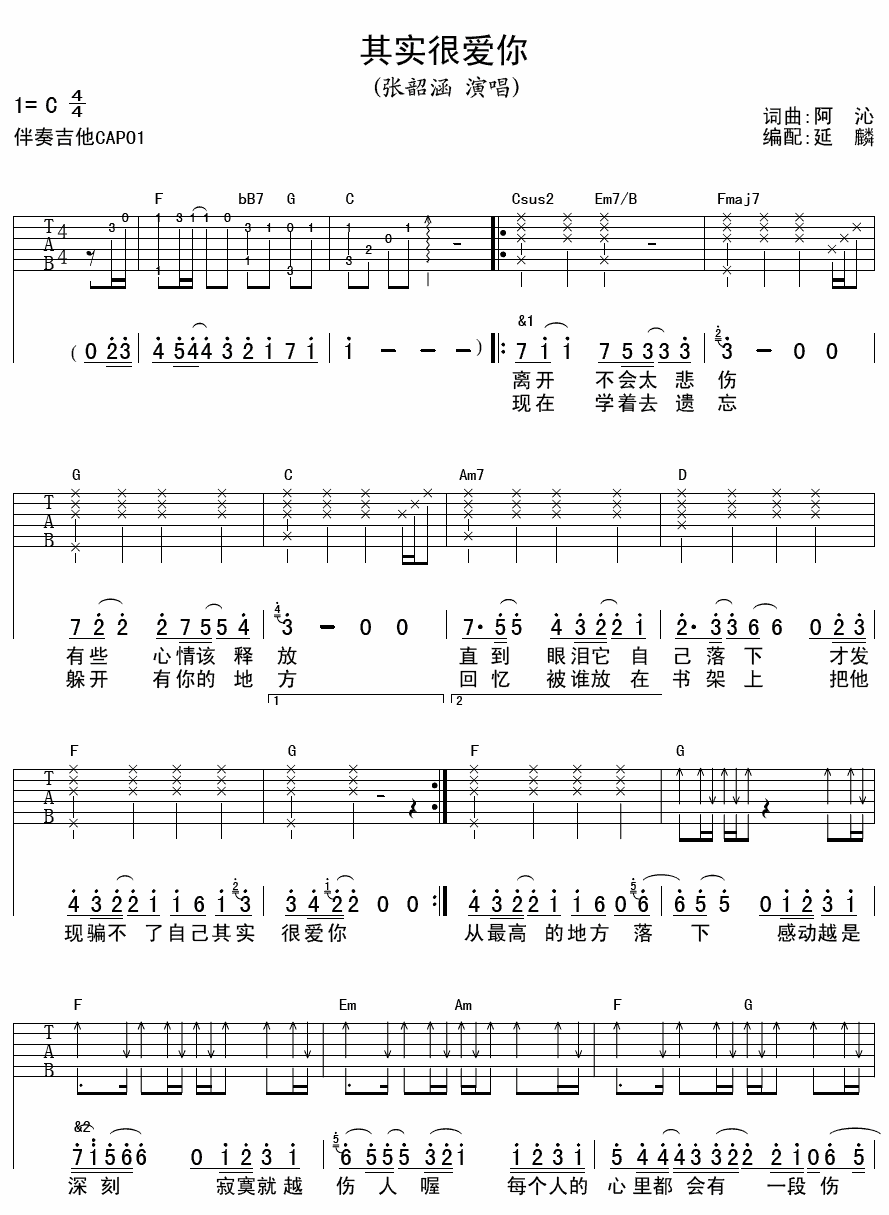 其实很爱你
(张韶涵 演唱)
1= C 4/4
词曲:阿 沁
伴奏吉他CAPO1
编配:延 麟
F bB7 G C Csus2 Em7/B Fmaj7
&1
( 0 23 4 544 3 2 1 7 1 1 - - - ) 7 1 1 7 5 3 3 3 3 - 0 0
离开 不会太 悲 伤
现在 学着去 遗 忘
G C Am7 D
7 2 2 2 7 5 5 4 3 - 0 0 7· 5 5 4 3 2 2 1 2· 3 3 6 6 0 2 3
有些 心情该 释 放 直到 眼泪它 自 己落下 才发
躲开 有你的 地 方 回忆 被谁放 在 书架上 把他
1 2
F G F G
4 3 2 2 1 1 6 1 3 3 4 2 2 0 0 4 3 2 2 1 1 6 0 6 6 5 5 0 1 2 3 1
现骗不 了自己其实 很爱你 从最高 的地方 落 下 感动越是
F Em Am F G
&2
7 1 5 6 6 0 1 2 3 1 6 5 5 5 3 2 1 1 2 3 1 5 4 4 4 3 3 2 2 2 1 0 6 5
深 刻 寂寞就越 伤 人 喔 每个人的 心里都 会有 一段伤